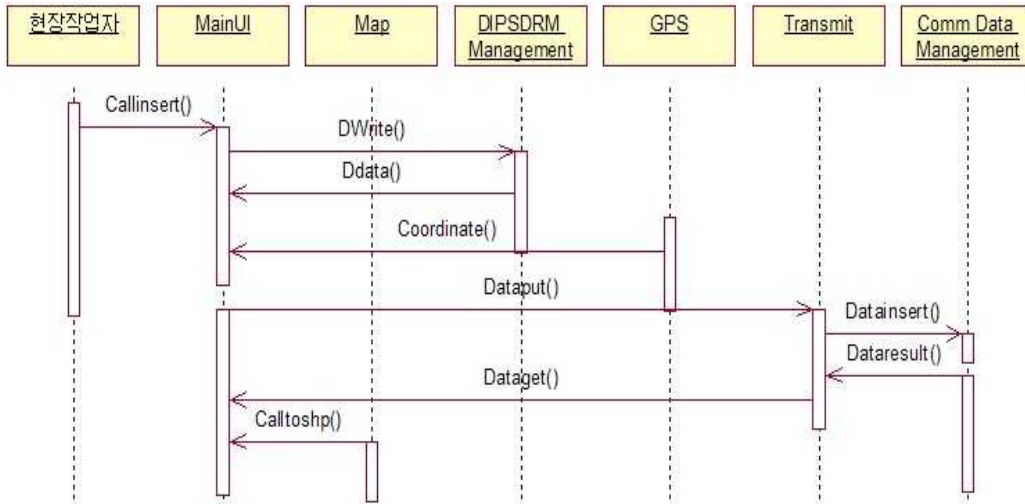 현장작업자
MainUI
Map
DIPSDRM
Management
GPS
Transmit
Comm Data
Management
Callinsert()
DWrite()
Ddata()
Coordinate()
Dataput()
Datainsert()
Dataresult()
Dataget()
Calltoshp()